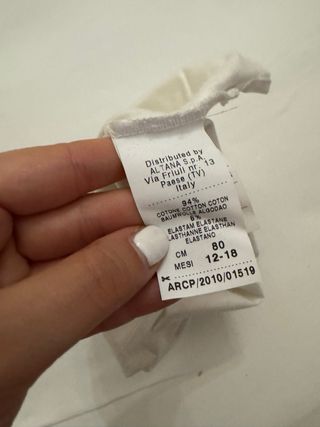 Distributed by
ALTANA S.p.A.
Via Friuli nr. 13
Paese (TV)
Italy
94%
COTONE COTTON COTON
BAUMWOLLE ALGODAO
6%
ELASTAM ELASTANE
ELASTHANNE ELASTHAN
ELASTANO
CM 80
MESI 12-18
ARCP/2010/01519